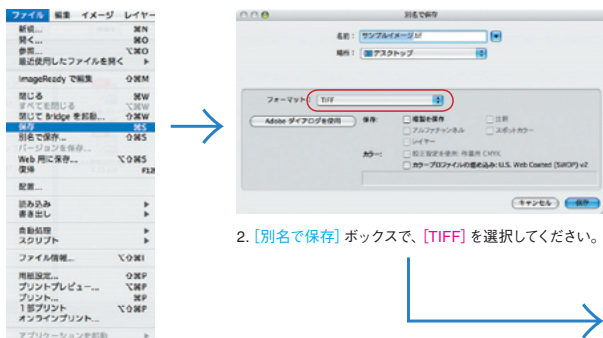 ファイル 編集 イメージ レイヤー
新規... ⌘N
開く... ⌘O
参照... ⌥⌘O
最近使用したファイルを開く ▶
ImageReady で編集 ⇧⌘M
閉じる ⌘W
すべてを閉じる ⌥⌘W
閉じて Bridge を起動... ⇧⌘W
保存 ⌘S
別名で保存... ⇧⌘S
バージョンを保存...
Web 用に保存... ⌥⇧⌘S
復帰 F12
配置...
読み込み ▶
書き出し ▶
自動処理 ▶
スクリプト ▶
ファイル情報... ⌥⇧⌘I
用紙設定... ⇧⌘P
プリントプレビュー... ⌥⌘P
プリント... ⌘P
1 部プリント ⌥⇧⌘P
オンラインプリント...
アプリケーションを起動 ▶
別名で保存
名前： サンプルイメージ.tif
場所： デスクトップ
フォーマット： TIFF
Adobe ダイアログを使用
保存： 複製を保存 注釈
アルファチャンネル スポットカラー
レイヤー
カラー： 校正設定を使用: 作業用 CMYK
カラープロファイルの埋め込み: U.S. Web Coated (SWOP) v2
キャンセル 保存
2. [別名で保存] ボックスで、[TIFF] を選択してください。